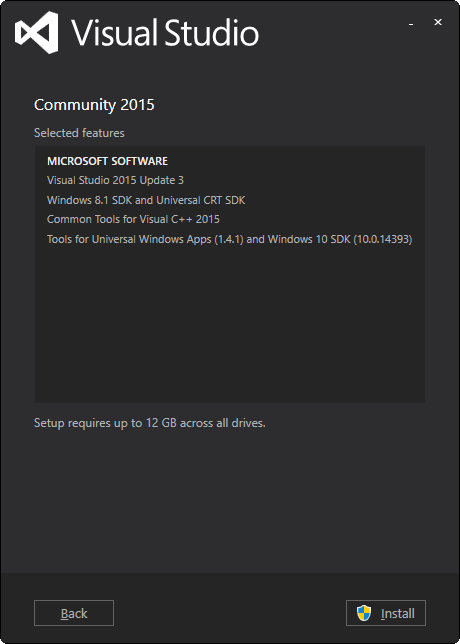 Visual Studio
Community 2015
Selected features
MICROSOFT SOFTWARE
Visual Studio 2015 Update 3
Windows 8.1 SDK and Universal CRT SDK
Common Tools for Visual C++ 2015
Tools for Universal Windows Apps (1.4.1) and Windows 10 SDK (10.0.14393)
Setup requires up to 12 GB across all drives.
Back
Install